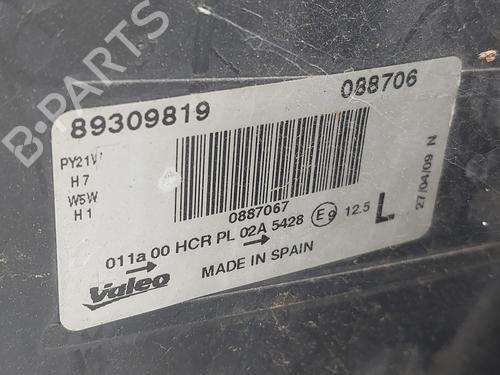 B-PARTS
89309819 088706
PY21W
H7
W5W
H1
0887067
011a 00 HCR PL 02A 5428 E9 12.5 L
27/04/09 N
Valeo MADE IN SPAIN